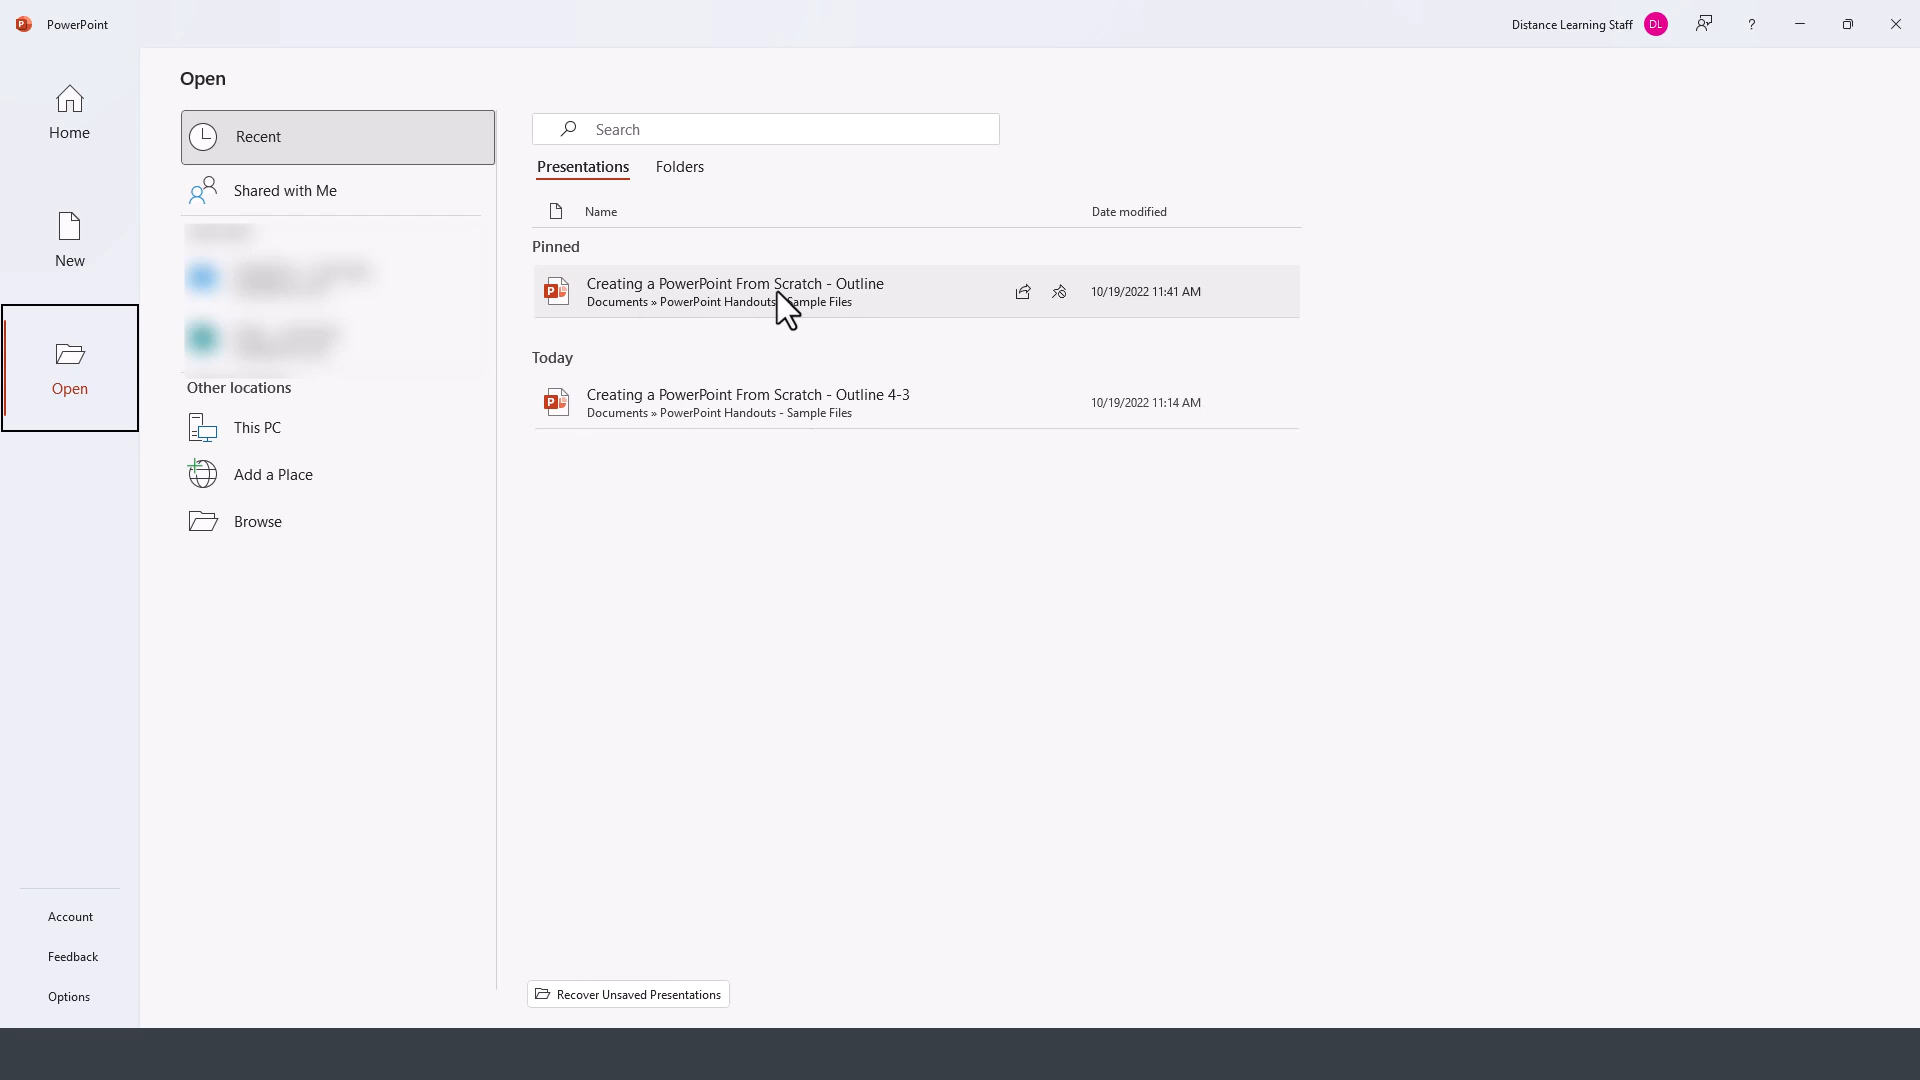 PowerPoint
Distance Learning Staff
DL
?
Home
New
Open
Account
Feedback
Options
Open
Recent
Shared with Me
Other locations
This PC
Add a Place
Browse
Search
Presentations
Folders
Name
Date modified
Pinned
Creating a PowerPoint From Scratch - Outline
Documents » PowerPoint Handouts Sample Files
10/19/2022 11:41 AM
Today
Creating a PowerPoint From Scratch - Outline 4-3
Documents » PowerPoint Handouts - Sample Files
10/19/2022 11:14 AM
Recover Unsaved Presentations